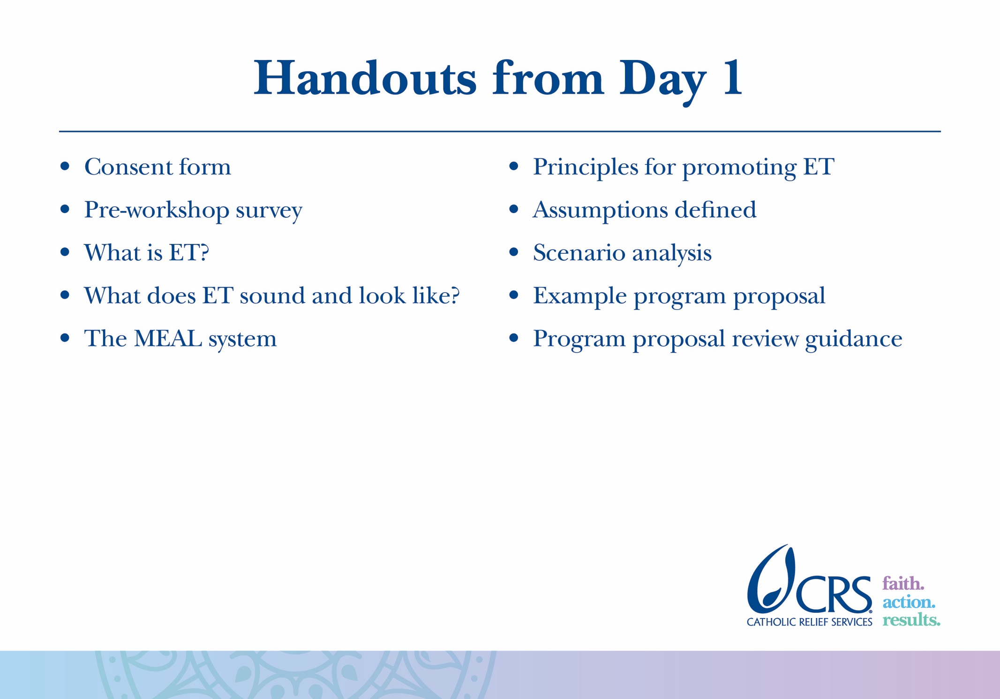 Handouts from Day 1
• Consent form
• Pre-workshop survey
• What is ET?
• What does ET sound and look like?
• The MEAL system
• Principles for promoting ET
• Assumptions defined
• Scenario analysis
• Example program proposal
• Program proposal review guidance
CRS®
CATHOLIC RELIEF SERVICES
faith.
action.
results.